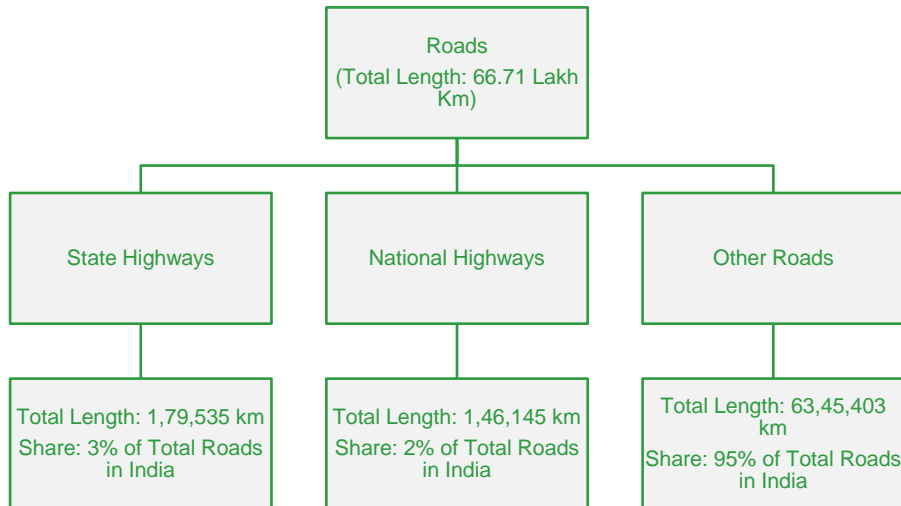 Roads
(Total Length: 66.71 Lakh
Km)
State Highways
National Highways
Other Roads
Total Length: 1,79,535 km
Share: 3% of Total Roads
in India
Total Length: 1,46,145 km
Share: 2% of Total Roads
in India
Total Length: 63,45,403
km
Share: 95% of Total Roads
in India